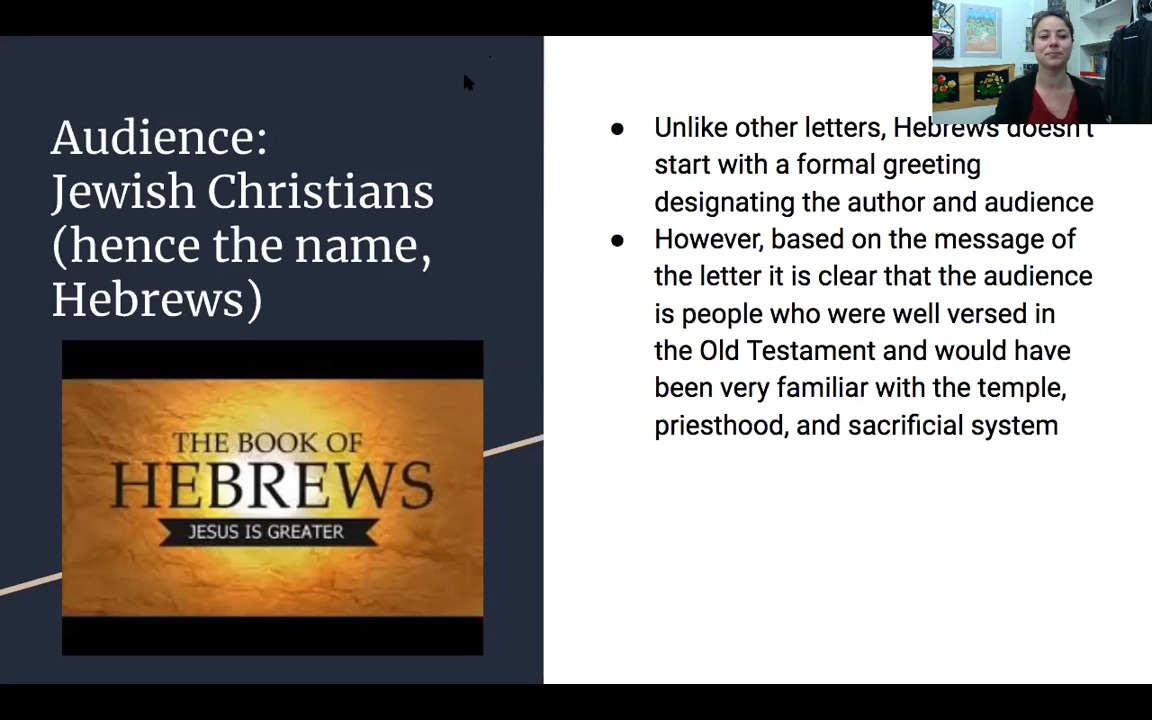 Audience:
Jewish Christians
(hence the name,
Hebrews)
THE BOOK OF
HEBREWS
JESUS IS GREATER
● Unlike other letters, Hebrews doesn't
start with a formal greeting
designating the author and audience
● However, based on the message of
the letter it is clear that the audience
is people who were well versed in
the Old Testament and would have
been very familiar with the temple,
priesthood, and sacrificial system